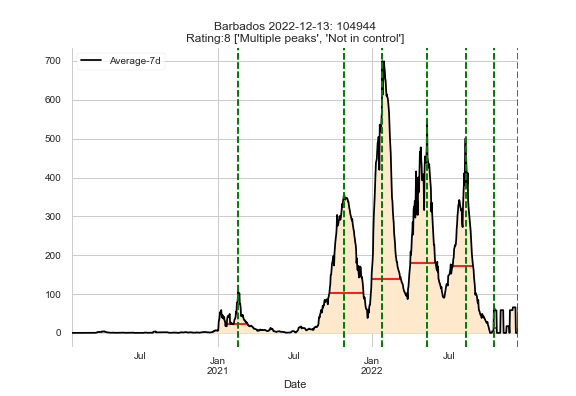 Barbados 2022-12-13: 104944
Rating:8 ['Multiple peaks', 'Not in control']
Average-7d
700
600
500
400
300
200
100
0
Jul
Jan
2021
Jul
Jan
2022
Jul
Date